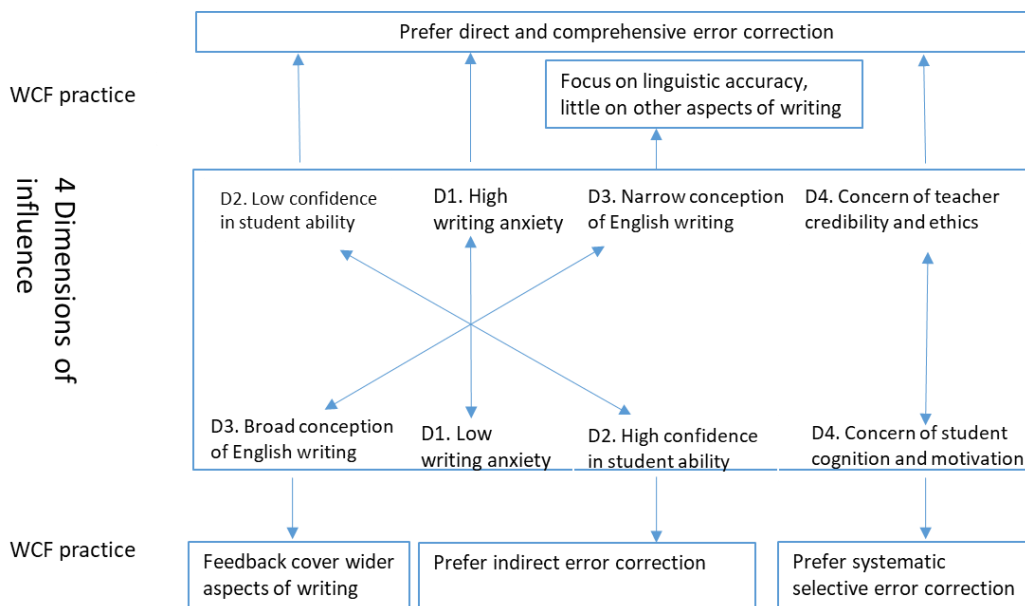 Prefer direct and comprehensive error correction
WCF practice
Focus on linguistic accuracy,
little on other aspects of writing
4 Dimensions of
influence
D2. Low confidence
in student ability
D1. High
writing anxiety
D3. Narrow conception
of English writing
D4. Concern of teacher
credibility and ethics
D3. Broad conception
of English writing
D1. Low
writing anxiety
D2. High confidence
in student ability
D4. Concern of student
cognition and motivation
WCF practice
Feedback cover wider
aspects of writing
Prefer indirect error correction
Prefer systematic
selective error correction